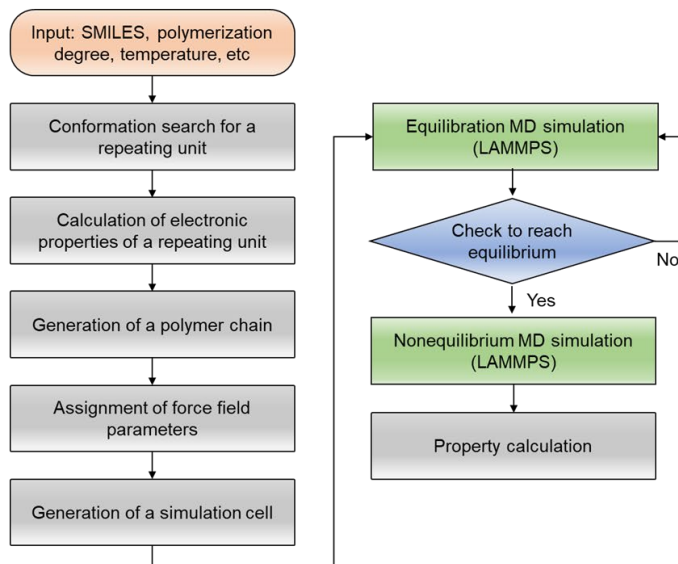 Input: SMILES, polymerization
degree, temperature, etc
Conformation search for a
repeating unit
Calculation of electronic
properties of a repeating unit
Generation of a polymer chain
Assignment of force field
parameters
Generation of a simulation cell
Equilibration MD simulation
(LAMMPS)
Check to reach
equilibrium
No
Yes
Nonequilibrium MD simulation
(LAMMPS)
Property calculation